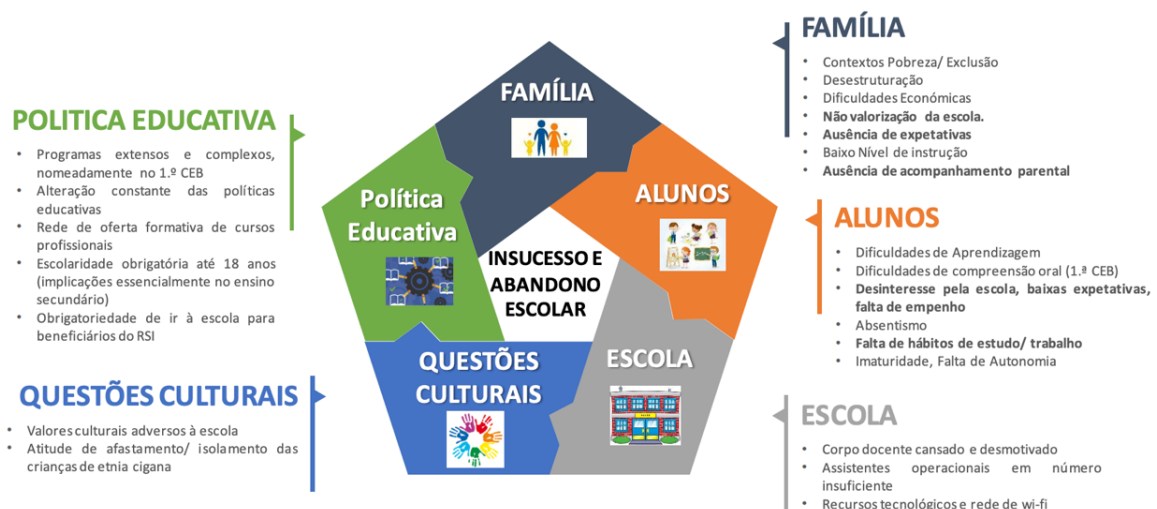 POLITICA EDUCATIVA
• Programas extensos e complexos,
nomeadamente no 1.º CEB
• Alteração constante das políticas
educativas
• Rede de oferta formativa de cursos
profissionais
• Escolaridade obrigatória até 18 anos
(implicações essencialmente no ensino
secundário)
• Obrigatoriedade de ir à escola para
beneficiários do RSI
QUESTÕES CULTURAIS
• Valores culturais adversos à escola
• Atitude de afastamento/ isolamento das
crianças de etnia cigana
FAMÍLIA
ALUNOS
Política
Educativa
INSUCESSO E
ABANDONO
ESCOLAR
QUESTÕES
CULTURAIS
ESCOLA
FAMÍLIA
• Contextos Pobreza/ Exclusão
• Desestruturação
• Dificuldades Económicas
• Não valorização da escola.
• Ausência de expetativas
• Baixo Nível de instrução
• Ausência de acompanhamento parental
ALUNOS
• Dificuldades de Aprendizagem
• Dificuldades de compreensão oral (1.ª CEB)
• Desinteresse pela escola, baixas expetativas,
falta de empenho
• Absentismo
• Falta de hábitos de estudo/ trabalho
• Imaturidade, Falta de Autonomia
ESCOLA
• Corpo docente cansado e desmotivado
• Assistentes operacionais em número
insuficiente
• Recursos tecnológicos e rede de wi-fi